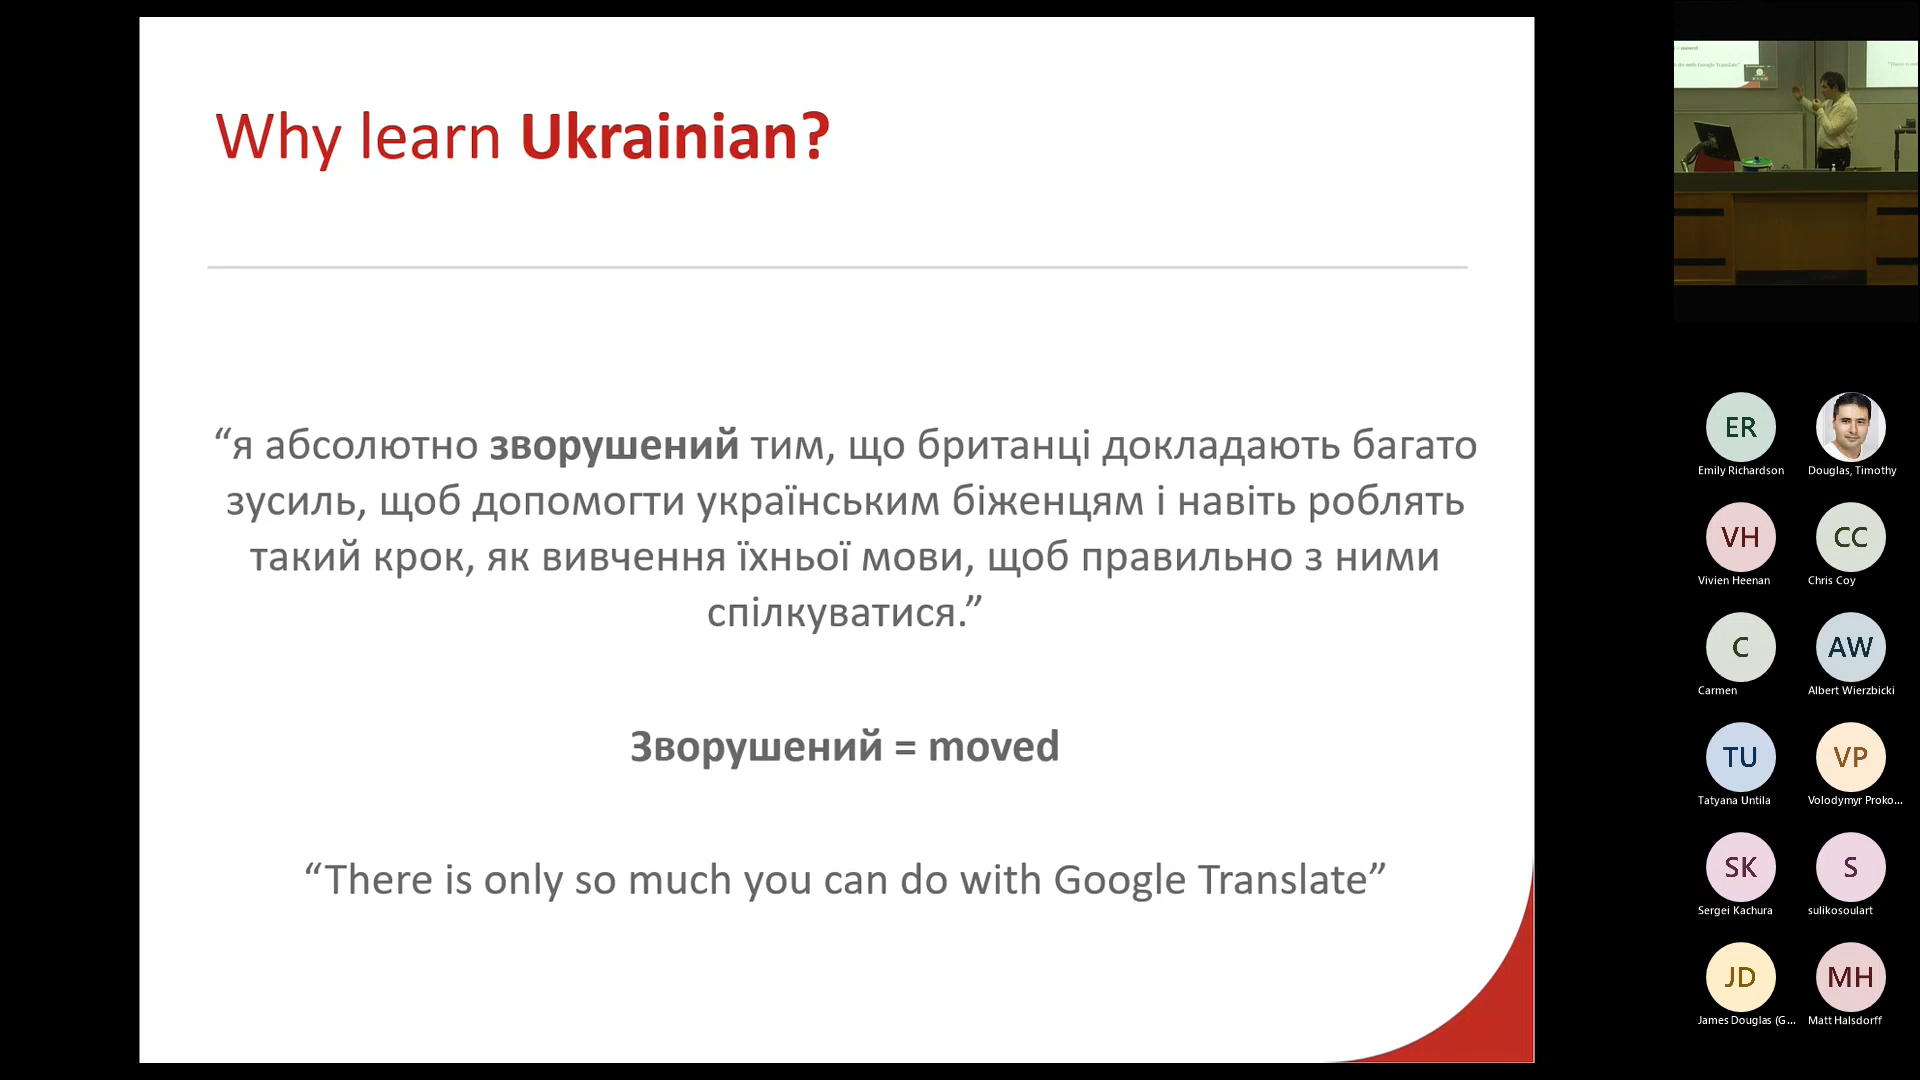 Why learn Ukrainian?
“я абсолютно зворушений тим, що британці докладають багато
зусиль, щоб допомогти українським біженцям і навіть роблять
такий крок, як вивчення їхньої мови, щоб правильно з ними
спілкуватися.”
Зворушений = moved
“There is only so much you can do with Google Translate”
ER
Emily Richardson
Douglas, Timothy
VH
Vivien Heenan
CC
Chris Coy
C
Carmen
AW
Albert Wierzbicki
TU
Tatyana Untila
VP
Volodymyr Proko...
SK
Sergei Kachura
S
sulikosoulart
JD
James Douglas (G...
MH
Matt Halsdorff